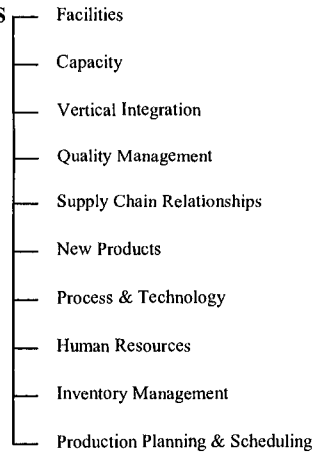 S
Facilities
Capacity
Vertical Integration
Quality Management
Supply Chain Relationships
New Products
Process & Technology
Human Resources
Inventory Management
Production Planning & Scheduling